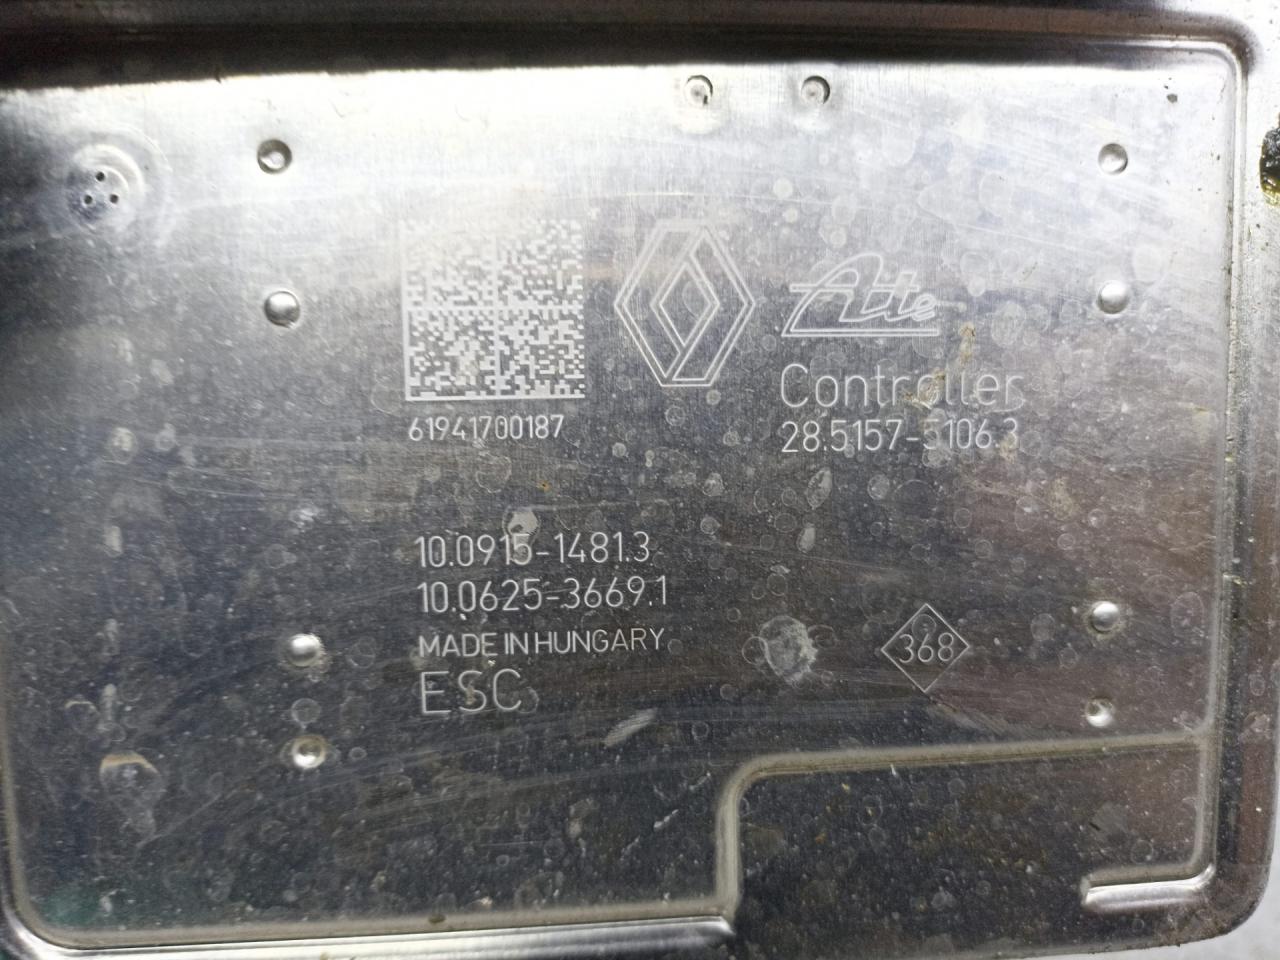 Ate
Controller
28.5157-5106.3
61941700187
10.0915-1481.3
10.0625-3669.1
MADE IN HUNGARY
ESC
368